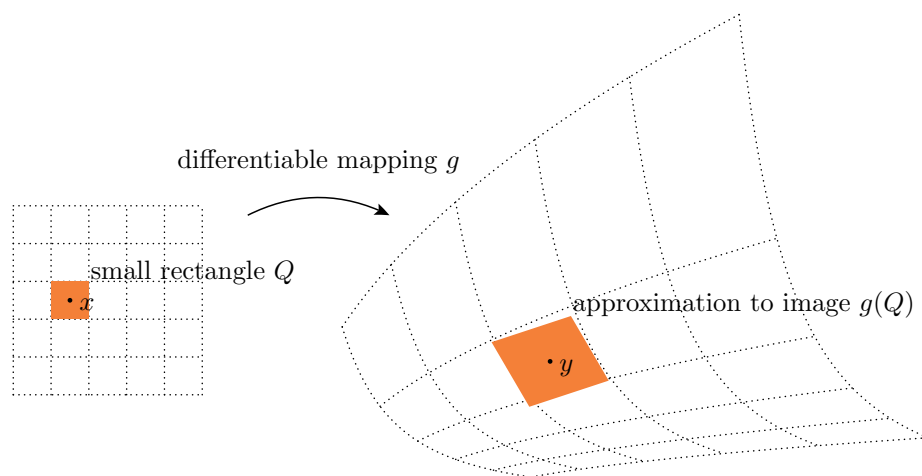 differentiable mapping g
small rectangle Q
x
approximation to image g(Q)
y